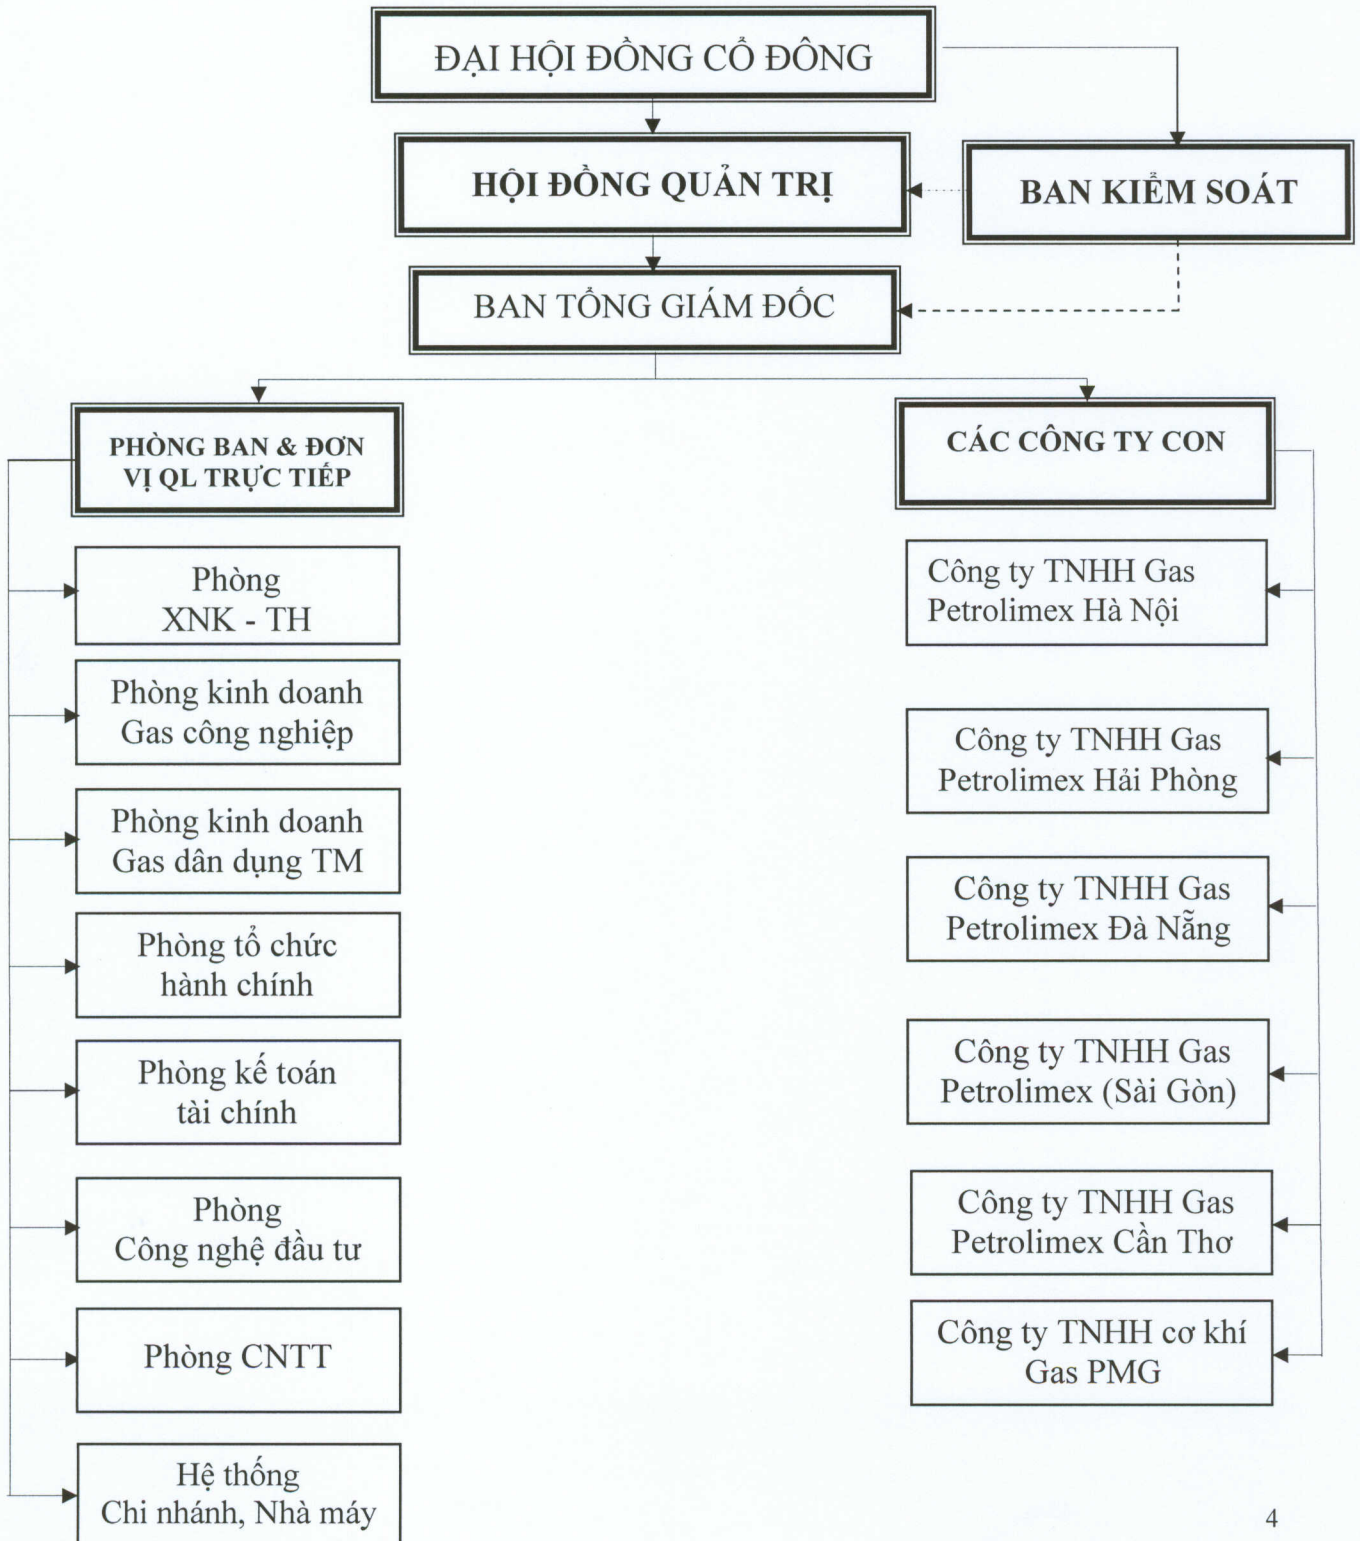 ĐẠI HỘI ĐỒNG CỔ ĐÔNG
HỘI ĐỒNG QUẢN TRỊ
BAN KIỂM SOÁT
BAN TỔNG GIÁM ĐỐC
PHÒNG BAN & ĐƠN
VỊ QL TRỰC TIẾP
Phòng
XNK - TH
Phòng kinh doanh
Gas công nghiệp
Phòng kinh doanh
Gas dân dụng TM
Phòng tổ chức
hành chính
Phòng kế toán
tài chính
Phòng
Công nghệ đầu tư
Phòng CNTT
Hệ thống
Chi nhánh, Nhà máy
CÁC CÔNG TY CON
Công ty TNHH Gas
Petrolimex Hà Nội
Công ty TNHH Gas
Petrolimex Hải Phòng
Công ty TNHH Gas
Petrolimex Đà Nẵng
Công ty TNHH Gas
Petrolimex (Sài Gòn)
Công ty TNHH Gas
Petrolimex Cần Thơ
Công ty TNHH cơ khí
Gas PMG
4